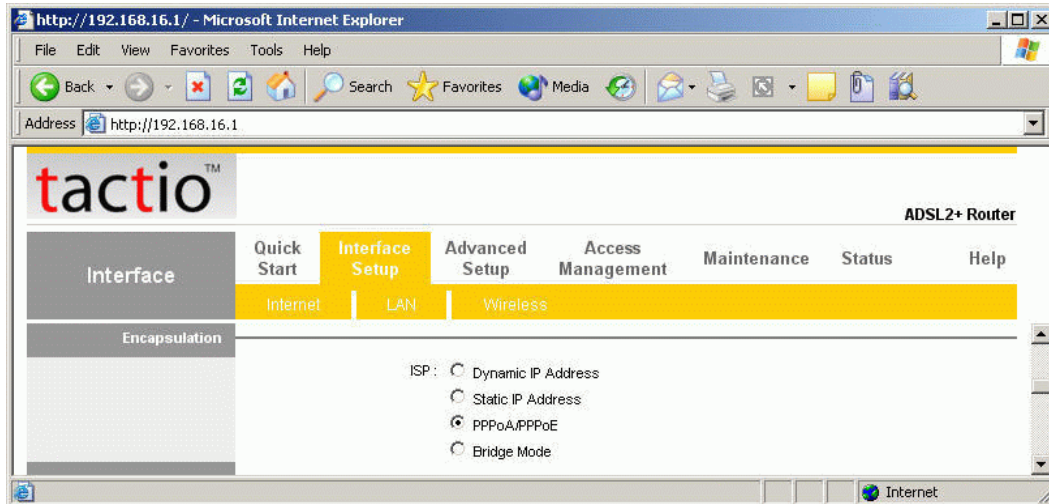 http://192.168.16.1/ - Microsoft Internet Explorer
File Edit View Favorites Tools Help
Back Search Favorites Media
Address http://192.168.16.1
tactio™
ADSL2+ Router
Interface
Quick Start
Interface Setup
Advanced Setup
Access Management
Maintenance
Status
Help
Internet LAN Wireless
Encapsulation
ISP : Dynamic IP Address
Static IP Address
PPPoA/PPPoE
Bridge Mode
Internet